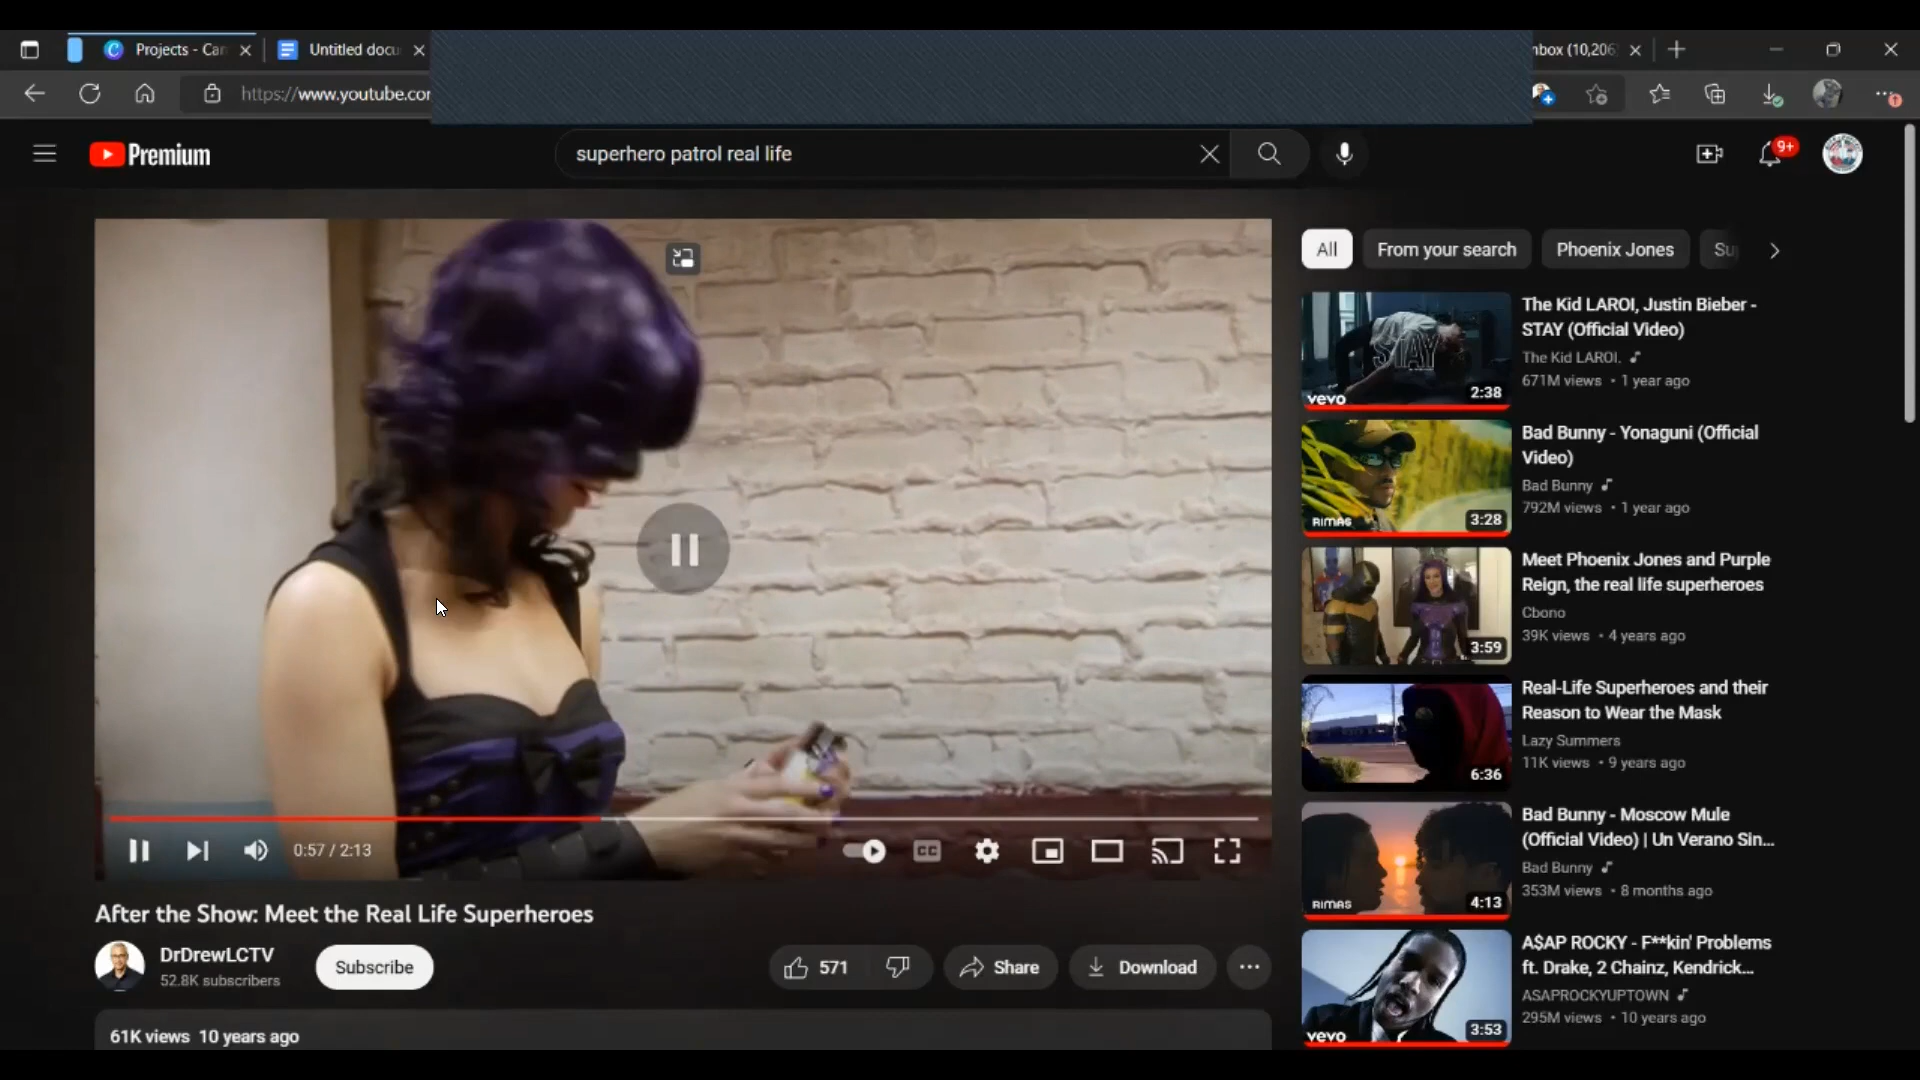 Projects - Can
Untitled docu
nbox (10,206
https://www.youtube.cor
Premium
superhero patrol real life
9+
All
From your search
Phoenix Jones
Su
STAY
vevo
2:38
The Kid LAROI, Justin Bieber -
STAY (Official Video)
The Kid LAROI.
671M views • 1 year ago
RIMAS
3:28
Bad Bunny - Yonaguni (Official
Video)
Bad Bunny
792M views • 1 year ago
3:59
Meet Phoenix Jones and Purple
Reign, the real life superheroes
Cbono
39K views • 4 years ago
6:36
Real-Life Superheroes and their
Reason to Wear the Mask
Lazy Summers
11K views • 9 years ago
RIMAS
4:13
Bad Bunny - Moscow Mule
(Official Video) | Un Verano Sin...
Bad Bunny
353M views • 8 months ago
vevo
3:53
A$AP ROCKY - F**kin' Problems
ft. Drake, 2 Chainz, Kendrick...
ASAPROCKYUPTOWN
295M views • 10 years ago
0:57 / 2:13
CC
After the Show: Meet the Real Life Superheroes
DrDrewLCTV
52.8K subscribers
Subscribe
571
Share
Download
61K views 10 years ago